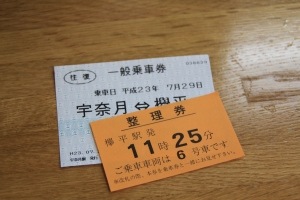 往復
一般乗車券
乗車日 平成23年 7月29日
宇奈月⇔欅平
整理券
欅平駅発
11時25分
ご乗車車両は6号車です